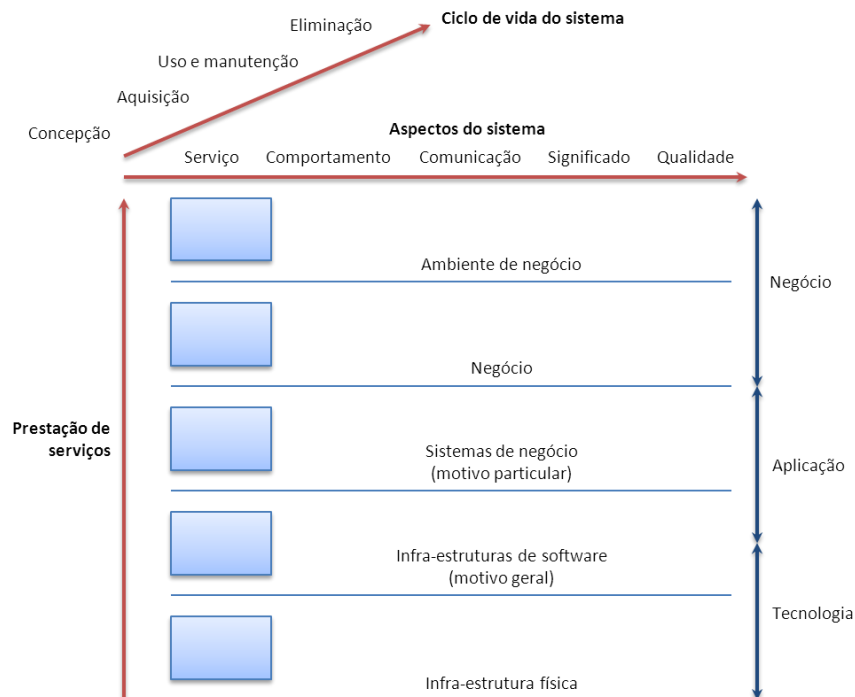 Eliminação
Ciclo de vida do sistema
Uso e manutenção
Aquisição
Concepção
Aspectos do sistema
Serviço Comportamento Comunicação Significado Qualidade
Ambiente de negócio
Negócio
Negócio
Prestação de
serviços
Sistemas de negócio
(motivo particular)
Aplicação
Infra-estruturas de software
(motivo geral)
Tecnologia
Infra-estrutura física